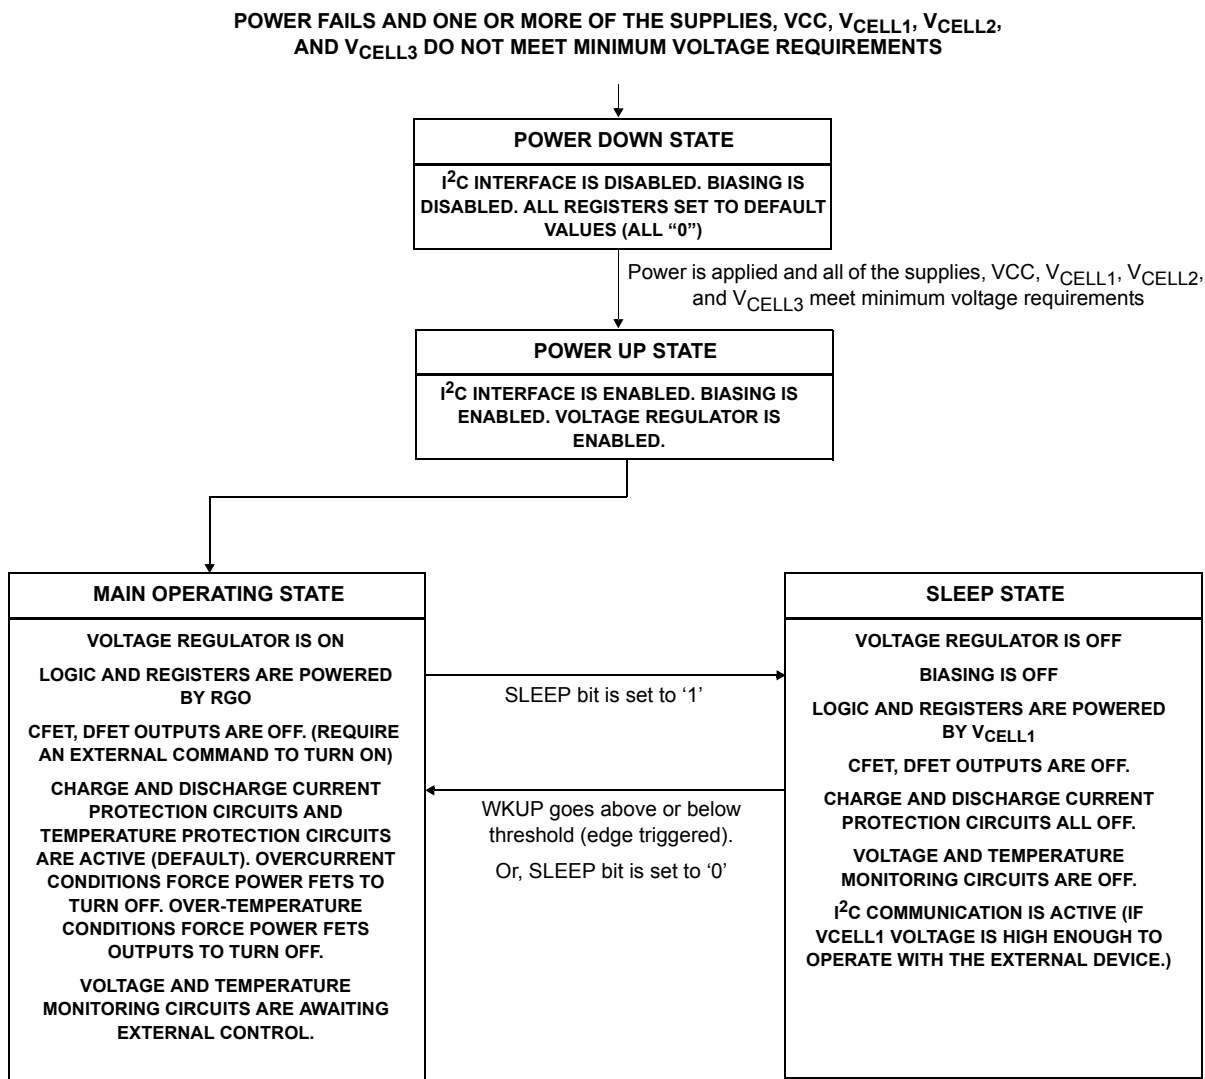 POWER FAILS AND ONE OR MORE OF THE SUPPLIES, VCC, VCELL1, VCELL2,
AND VCELL3 DO NOT MEET MINIMUM VOLTAGE REQUIREMENTS
POWER DOWN STATE
I2C INTERFACE IS DISABLED. BIASING IS
DISABLED. ALL REGISTERS SET TO DEFAULT
VALUES (ALL “0”)
Power is applied and all of the supplies, VCC, VCELL1, VCELL2,
and VCELL3 meet minimum voltage requirements
POWER UP STATE
I2C INTERFACE IS ENABLED. BIASING IS
ENABLED. VOLTAGE REGULATOR IS
ENABLED.
MAIN OPERATING STATE
VOLTAGE REGULATOR IS ON
LOGIC AND REGISTERS ARE POWERED
BY RGO
CFET, DFET OUTPUTS ARE OFF. (REQUIRE
AN EXTERNAL COMMAND TO TURN ON)
CHARGE AND DISCHARGE CURRENT
PROTECTION CIRCUITS AND
TEMPERATURE PROTECTION CIRCUITS
ARE ACTIVE (DEFAULT). OVERCURRENT
CONDITIONS FORCE POWER FETS TO
TURN OFF. OVER-TEMPERATURE
CONDITIONS FORCE POWER FETS
OUTPUTS TO TURN OFF.
VOLTAGE AND TEMPERATURE
MONITORING CIRCUITS ARE AWAITING
EXTERNAL CONTROL.
SLEEP bit is set to ‘1’
WKUP goes above or below
threshold (edge triggered).
Or, SLEEP bit is set to ‘0’
SLEEP STATE
VOLTAGE REGULATOR IS OFF
BIASING IS OFF
LOGIC AND REGISTERS ARE POWERED
BY VCELL1
CFET, DFET OUTPUTS ARE OFF.
CHARGE AND DISCHARGE CURRENT
PROTECTION CIRCUITS ALL OFF.
VOLTAGE AND TEMPERATURE
MONITORING CIRCUITS ARE OFF.
I2C COMMUNICATION IS ACTIVE (IF
VCELL1 VOLTAGE IS HIGH ENOUGH TO
OPERATE WITH THE EXTERNAL DEVICE.)